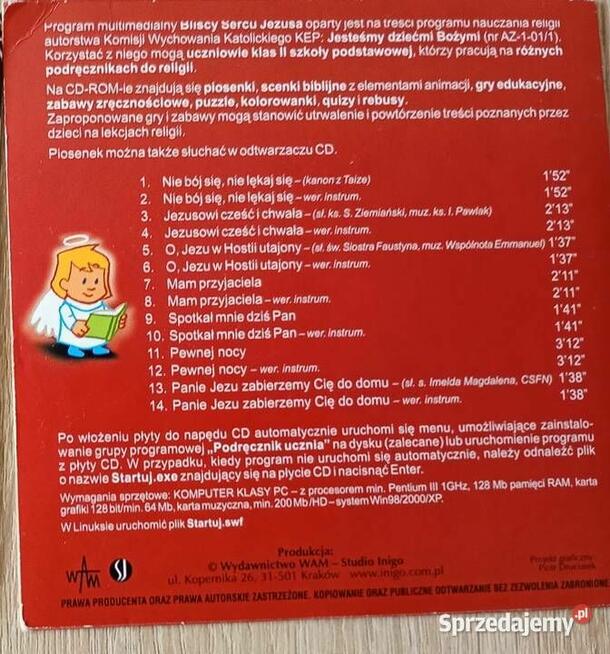 Program multimedialny Bliscy Sercu Jezusa oparty jest na treści programu nauczania religii
autorstwa Komisji Wychowania Katolickiego KEP: Jesteśmy dziećmi Bożymi (nr AZ-1-01/1).
Korzystać z niego mogą uczniowie klas II szkoły podstawowej, którzy pracują na różnych
podręcznikach do religii.
Na CD-ROM-ie znajdują się piosenki, scenki biblijne z elementami animacji, gry edukacyjne,
zabawy zręcznościowe, puzzle, kolorowanki, quizy i rebusy.
Zaproponowane gry i zabawy mogą stanowić utrwalenie i powtórzenie treści poznanych przez
dzieci na lekcjach religii.
Piosenek można także słuchać w odtwarzaczu CD.
1. Nie bój się, nie lękaj się – (kanon z Taize) 1'52"
2. Nie bój się, nie lękaj się – wer. instrum. 1'52"
3. Jezusowi cześć i chwała – (sł. ks. S. Ziemiański, muz. ks. I. Pawlak) 2'13"
4. Jezusowi cześć i chwała – wer. instrum. 2'13"
5. O, Jezu w Hostii utajony – (sł. św. Siostra Faustyna, muz. Wspólnota Emmanuel) 1'37"
6. O, Jezu w Hostii utajony – wer. instrum. 1'37"
7. Mam przyjaciela 2'11"
8. Mam przyjaciela – wer. instrum. 2'11"
9. Spotkał mnie dziś Pan 1'41"
10. Spotkał mnie dziś Pan – wer. instrum. 1'41"
11. Pewnej nocy 3'12"
12. Pewnej nocy – wer. instrum. 3'12"
13. Panie Jezu zabierzemy Cię do domu – (sł. s. Imelda Magdalena, CSFN) 1'38"
14. Panie Jezu zabierzemy Cię do domu – wer. instrum. 1'38"
Po włożeniu płyty do napędu CD automatycznie uruchomi się menu, umożliwiające zainstalo-
wanie grupy programowej „Podręcznik ucznia" na dysku (zalecane) lub uruchomienie programu
z płyty CD. W przypadku, kiedy program nie uruchomi się automatycznie, należy odnaleźć plik
o nazwie Startuj.exe znajdujący się na płycie CD i nacisnąć Enter.
Wymagania sprzętowe: KOMPUTER KLASY PC – z procesorem min. Pentium III 1GHz, 128 Mb pamięci RAM, karta
grafiki 128 bit/min. 64 Mb, karta muzyczna, min. 200 Mb/HD – system Win98/2000/XP.
W Linuksie uruchomić plik Startuj.swf
Produkcja:
© Wydawnictwo WAM – Studio Inigo
ul. Kopernika 26, 31-501 Kraków www.inigo.com.pl
WAM SJ
Projekt graficzny:
Piotr Druciarek
PRAWA PRODUCENTA ORAZ PRAWA AUTORSKIE ZASTRZEŻONE. KOPIOWANIE ORAZ PUBLICZNE ODTWARZANIE BEZ ZEZWOLENIA ZABRONIONE
Sprzedajemy.pl